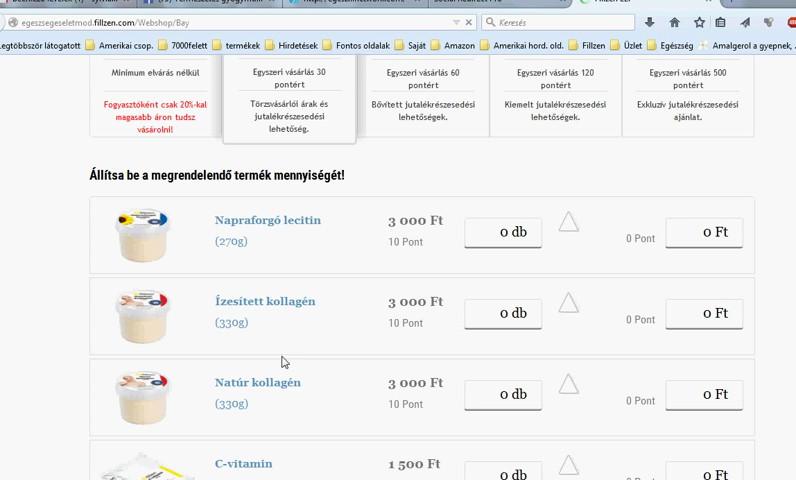 egeszsegeseletmod.fillzen.com/Webshop/Bay
Keresés
Legtöbbször látogatott Amerikai csop. 7000felett termékek Hirdetések Fontos oldalak Saját Amazon Amerikai hord. old. Fillzen Üzlet Egészség Amalgerol a gyepnek,
Minimum elvárás nélkül
Egyszeri vásárlás 30 pontért
Egyszeri vásárlás 60 pontért
Egyszeri vásárlás 120 pontért
Egyszeri vásárlás 500 pontért
Fogyasztóként csak 20%-kal magasabb áron tudsz vásárolni!
Törzsvásárlói árak és jutalékrészesedési lehetőség.
Bővített jutalékrészesedési lehetőségek.
Kiemelt jutalékrészesedési lehetőségek.
Exkluzív jutalékrészesedési ajánlat.
Állítsa be a megrendelendő termék mennyiségét!
Napraforgó lecitin
(270g)
3 000 Ft
10 Pont
0 db
0 Pont
0 Ft
Ízesített kollagén
(330g)
3 000 Ft
10 Pont
0 db
0 Pont
0 Ft
Natúr kollagén
(330g)
3 000 Ft
10 Pont
0 db
0 Pont
0 Ft
C-vitamin
1 500 Ft
0 db
0 Pont
0 Ft